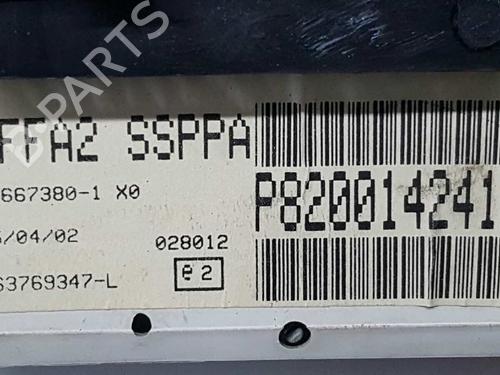 B-PARTS
FFA2 SSPPA
667380-1 X0
/04/02
028012
63769347-L
e2
P820014241